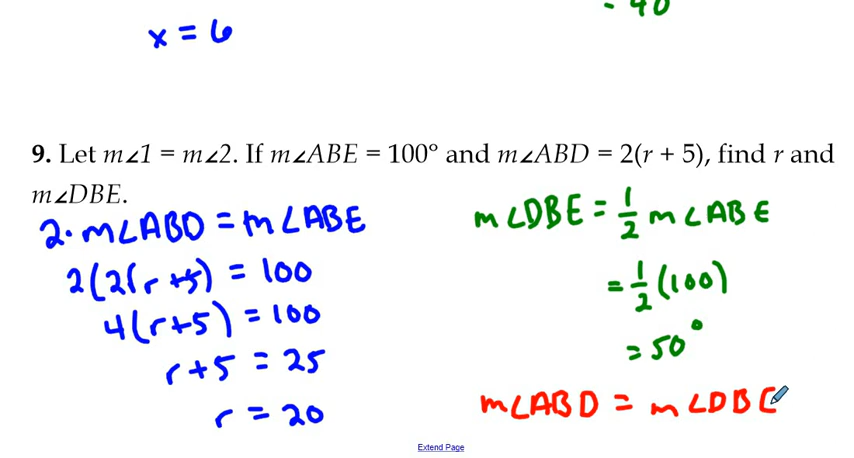 = 40
x = 6
9. Let m∠1 = m∠2. If m∠ABE = 100° and m∠ABD = 2(r + 5), find r and
m∠DBE.
2 · m∠ABD = m∠ABE
2(2(r+5) = 100
4(r+5) = 100
r+5 = 25
r = 20
m∠DBE = 1/2 m∠ABE
= 1/2 (100)
= 50°
m∠ABD = m∠DBE
Extend Page